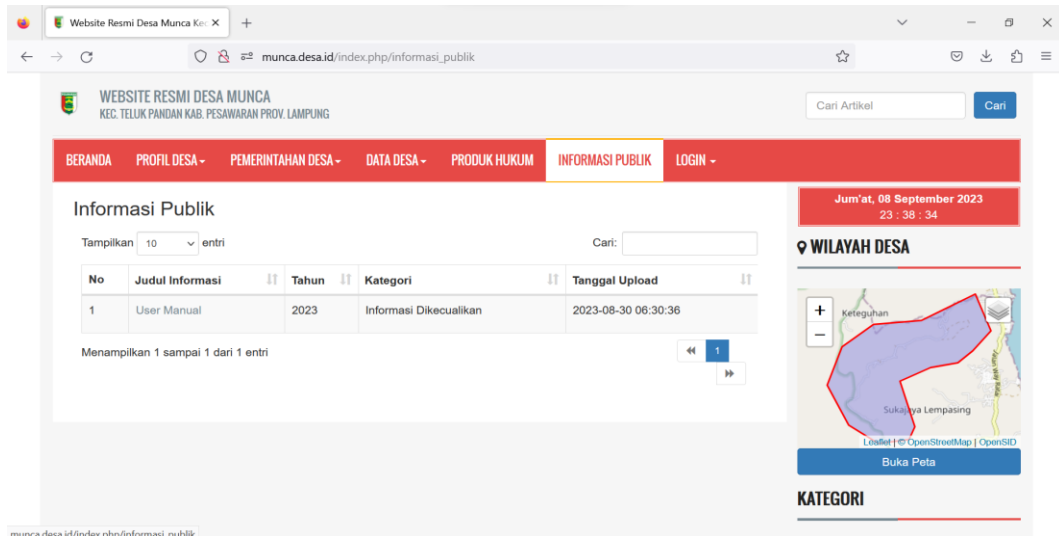 Website Resmi Desa Munca Kec
munca.desa.id/index.php/informasi_publik
WEBSITE RESMI DESA MUNCA
KEC. TELUK PANDAN KAB. PESAWARAN PROV. LAMPUNG
Cari Artikel
Cari
BERANDA PROFIL DESA PEMERINTAHAN DESA DATA DESA PRODUK HUKUM INFORMASI PUBLIK LOGIN
Informasi Publik
Tampilkan 10 entri
Cari:
No Judul Informasi Tahun Kategori Tanggal Upload
1 User Manual 2023 Informasi Dikecualikan 2023-08-30 06:30:36
Menampilkan 1 sampai 1 dari 1 entri
1
Jum'at, 08 September 2023
23 : 38 : 34
WILAYAH DESA
+
−
Keteguhan
Jalan Way Ratai
Sukajaya Lempasing
Leaflet | © OpenStreetMap | OpenSID
Buka Peta
KATEGORI
munca.desa.id/index.php/informasi_publik